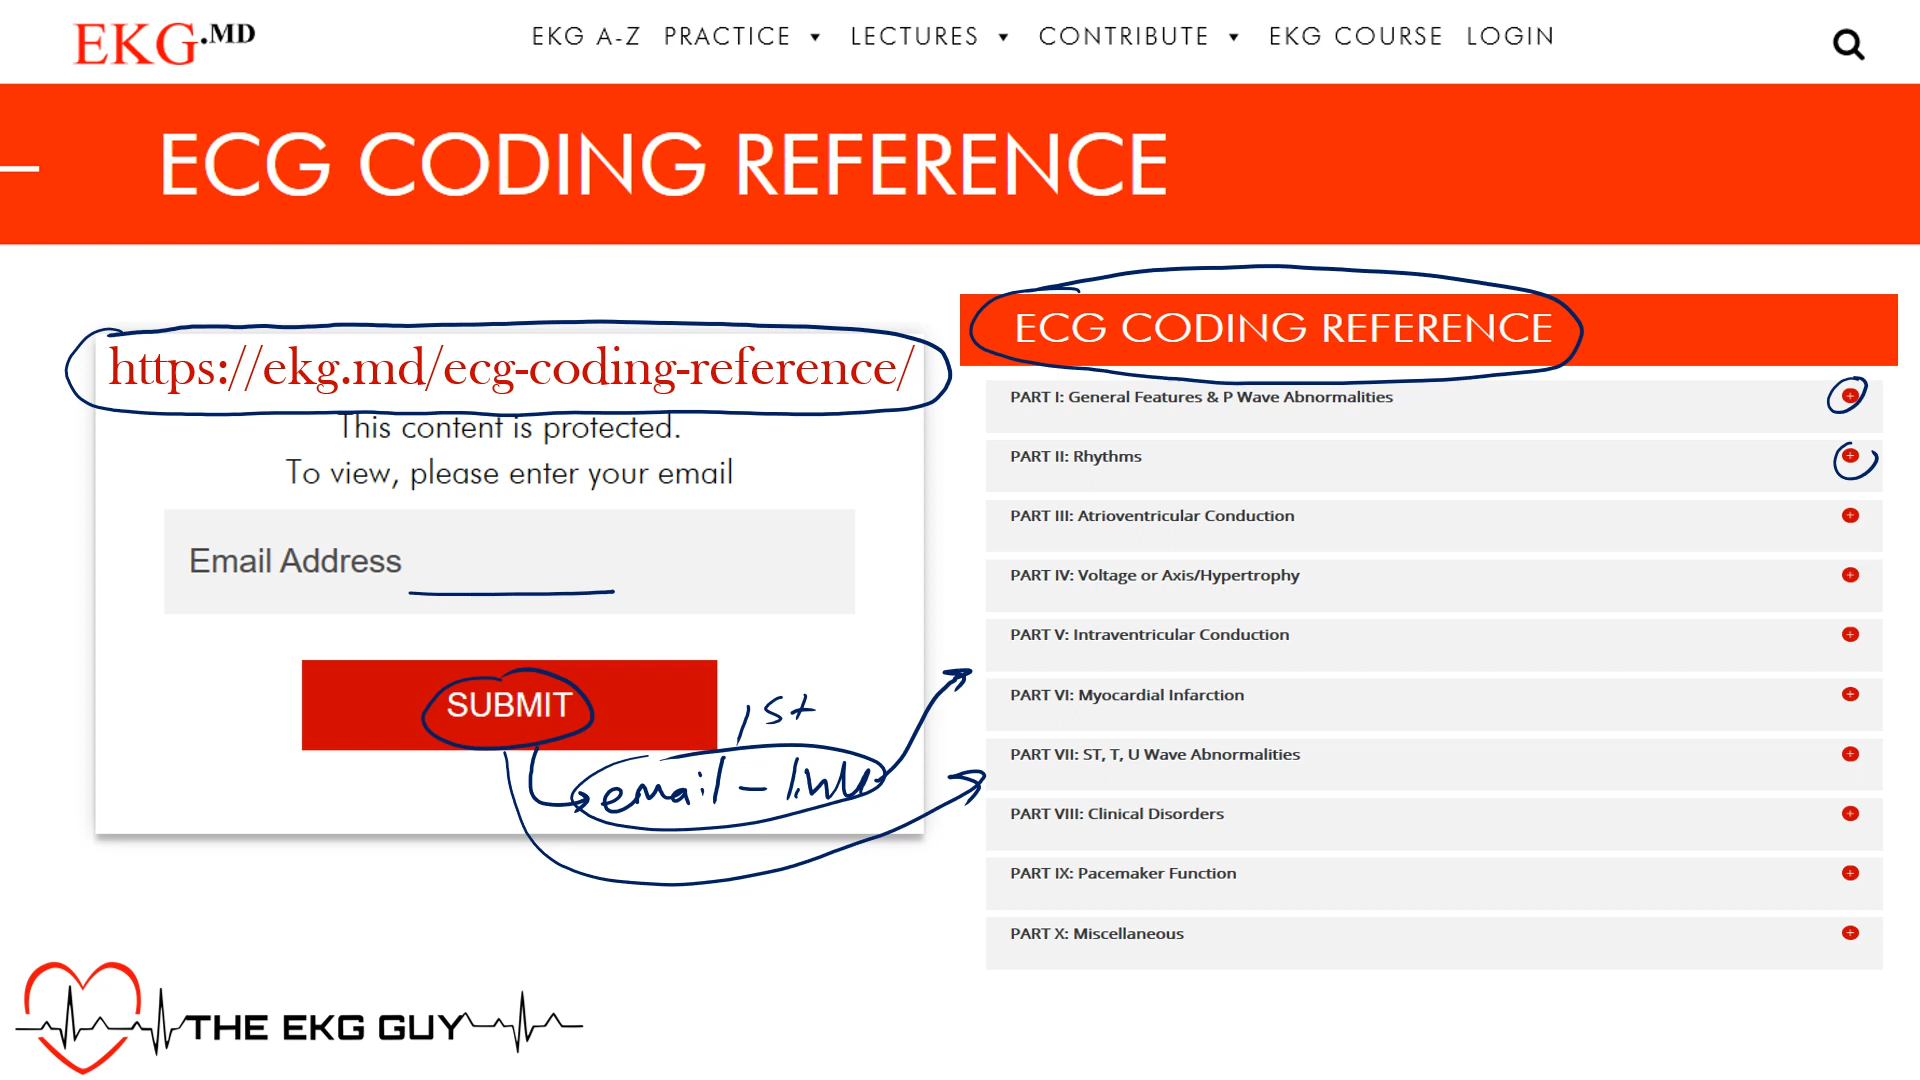 EKG.MD
EKG A-Z PRACTICE LECTURES CONTRIBUTE EKG COURSE LOGIN
ECG CODING REFERENCE
https://ekg.md/ecg-coding-reference/
This content is protected.
To view, please enter your email
Email Address
SUBMIT
1st
email - link
ECG CODING REFERENCE
PART I: General Features & P Wave Abnormalities
PART II: Rhythms
PART III: Atrioventricular Conduction
PART IV: Voltage or Axis/Hypertrophy
PART V: Intraventricular Conduction
PART VI: Myocardial Infarction
PART VII: ST, T, U Wave Abnormalities
PART VIII: Clinical Disorders
PART IX: Pacemaker Function
PART X: Miscellaneous
THE EKG GUY